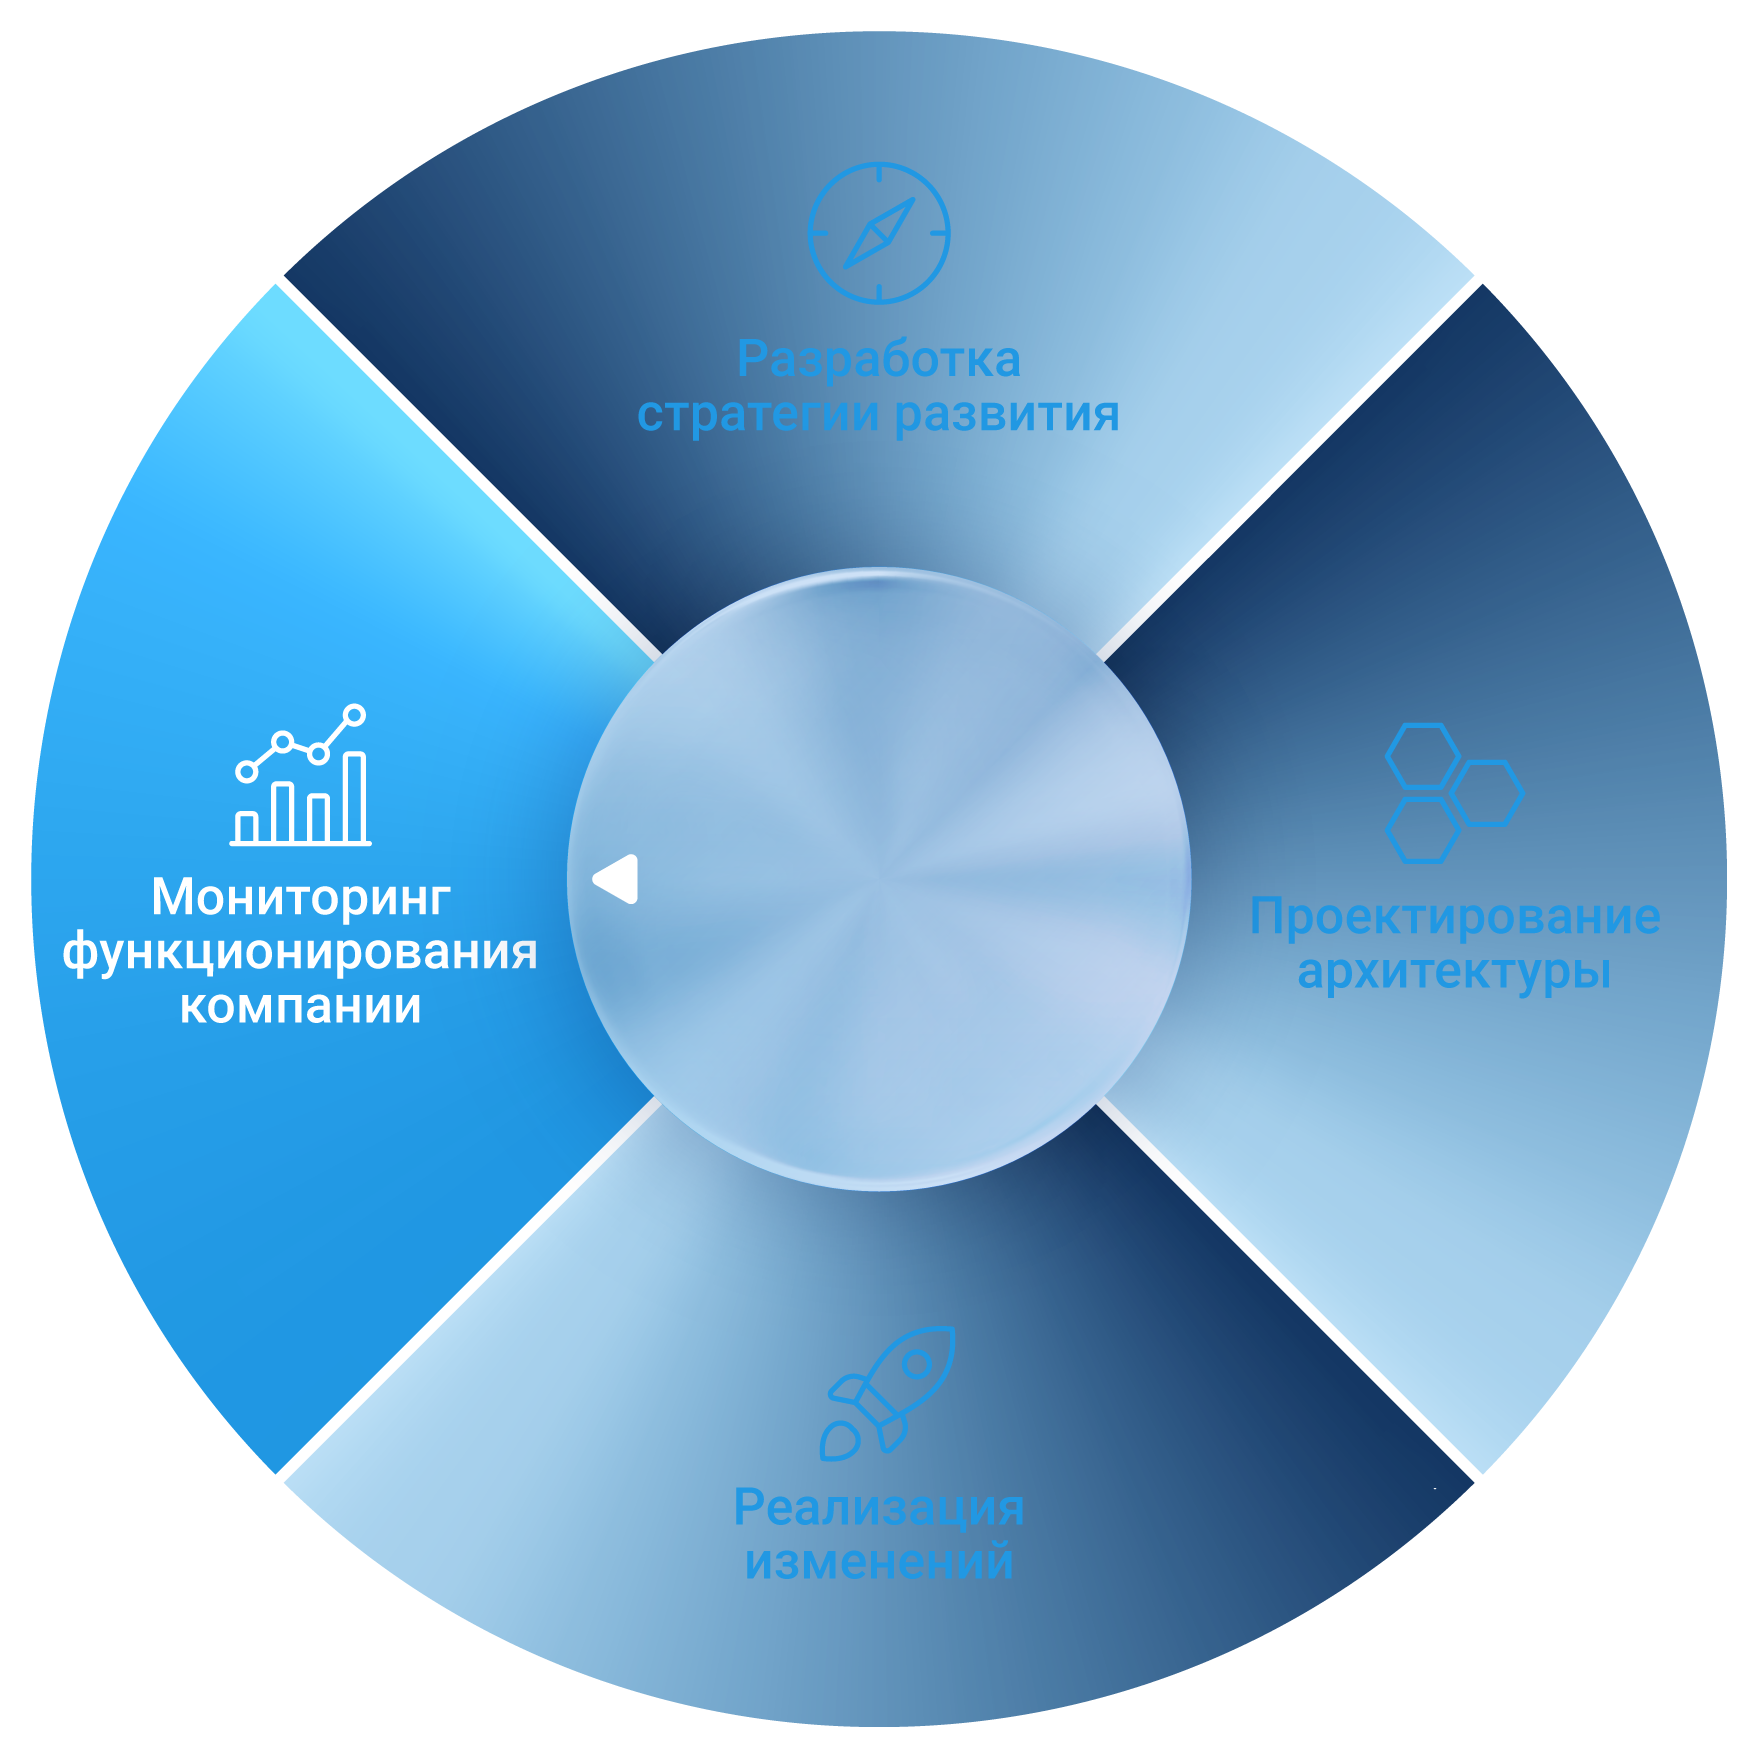 Разработка
стратегии развития
Мониторинг
функционирования
компании
Проектирование
архитектуры
Реализация
изменений